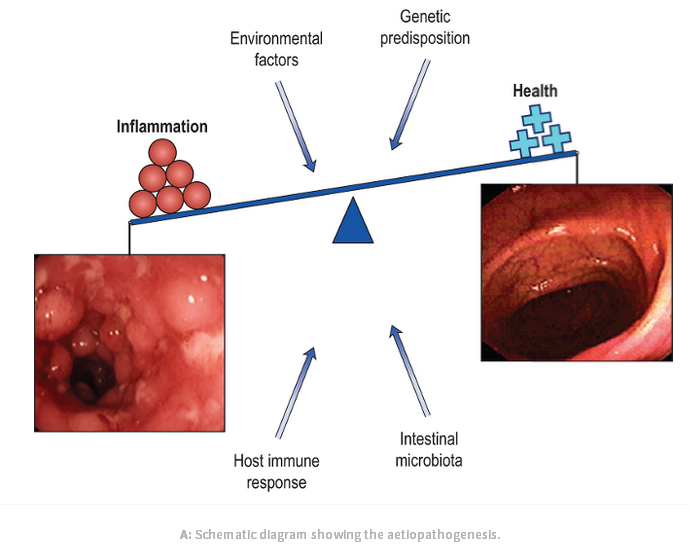 Environmental
factors
Genetic
predisposition
Health
Inflammation
Host immune
response
Intestinal
microbiota
A: Schematic diagram showing the aetiopathogenesis.